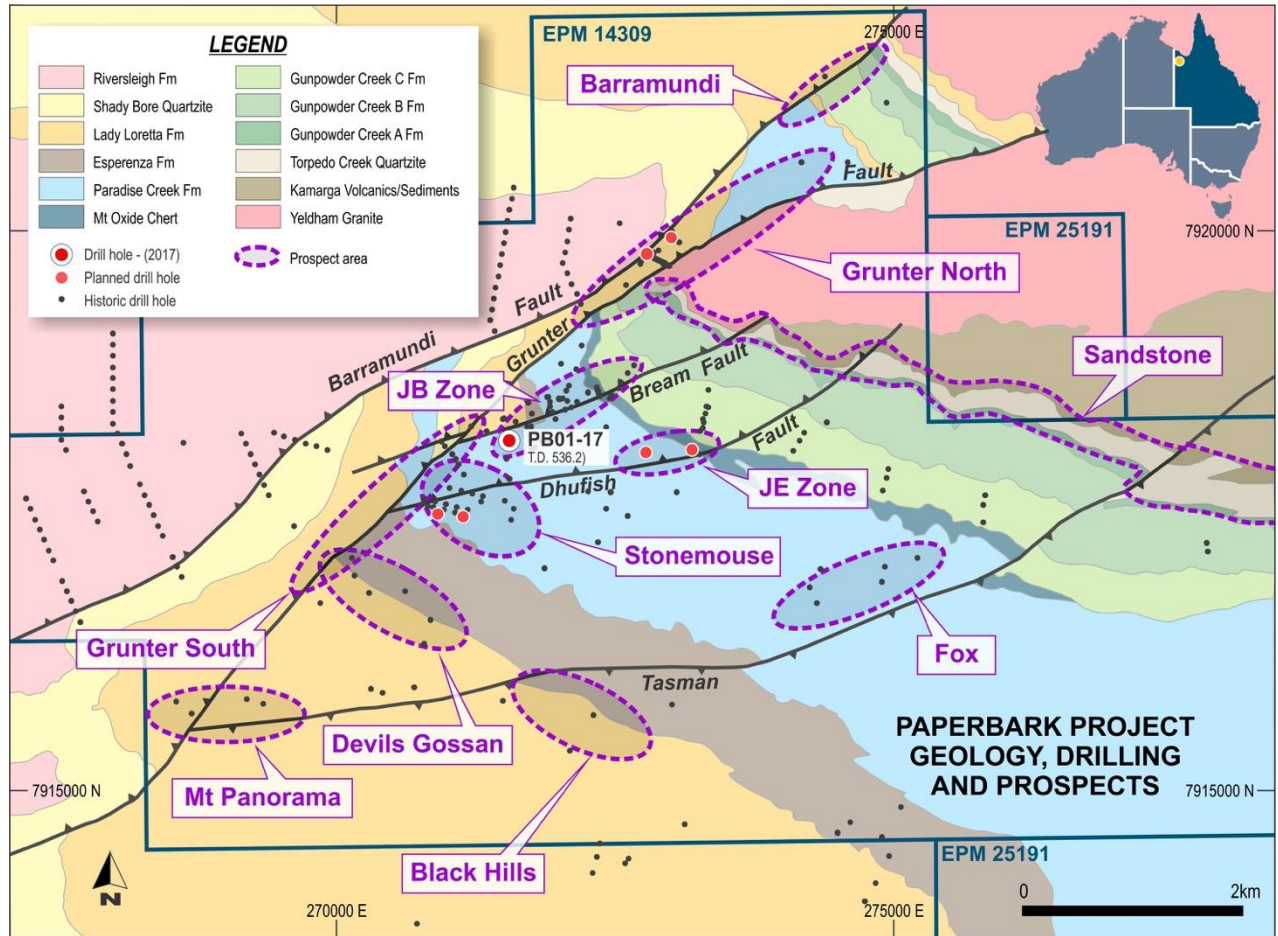 LEGEND
Riversleigh Fm
Shady Bore Quartzite
Lady Loretta Fm
Esperenza Fm
Paradise Creek Fm
Mt Oxide Chert
Gunpowder Creek C Fm
Gunpowder Creek B Fm
Gunpowder Creek A Fm
Torpedo Creek Quartzite
Kamarga Volcanics/Sediments
Yeldham Granite
Drill hole - (2017)
Planned drill hole
Historic drill hole
Prospect area
EPM 14309
275000 E
Barramundi
Fault
7920000 N
EPM 25191
Grunter North
Sandstone
Barramundi
Fault
Grunter
JB Zone
Bream Fault
PB01-17
T.D. 536.2)
Dhufish
Fault
JE Zone
Stonemouse
Grunter South
Fox
Tasman
Devils Gossan
Mt Panorama
Black Hills
PAPERBARK PROJECT
GEOLOGY, DRILLING
AND PROSPECTS
7915000 N
7915000 N
EPM 25191
N
270000 E
275000 E
0
2km